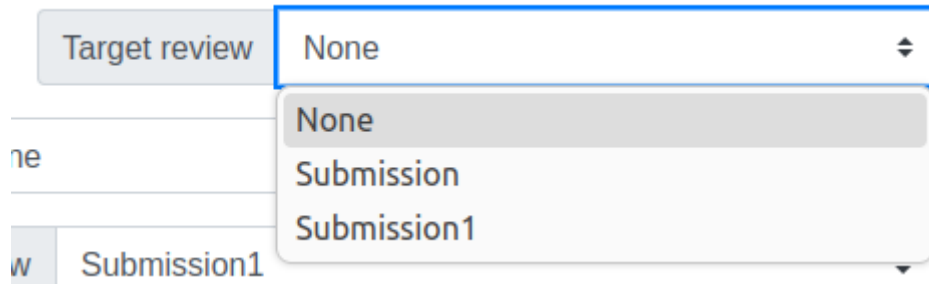 Target review None
None
ne
Submission
Submission1
w Submission1